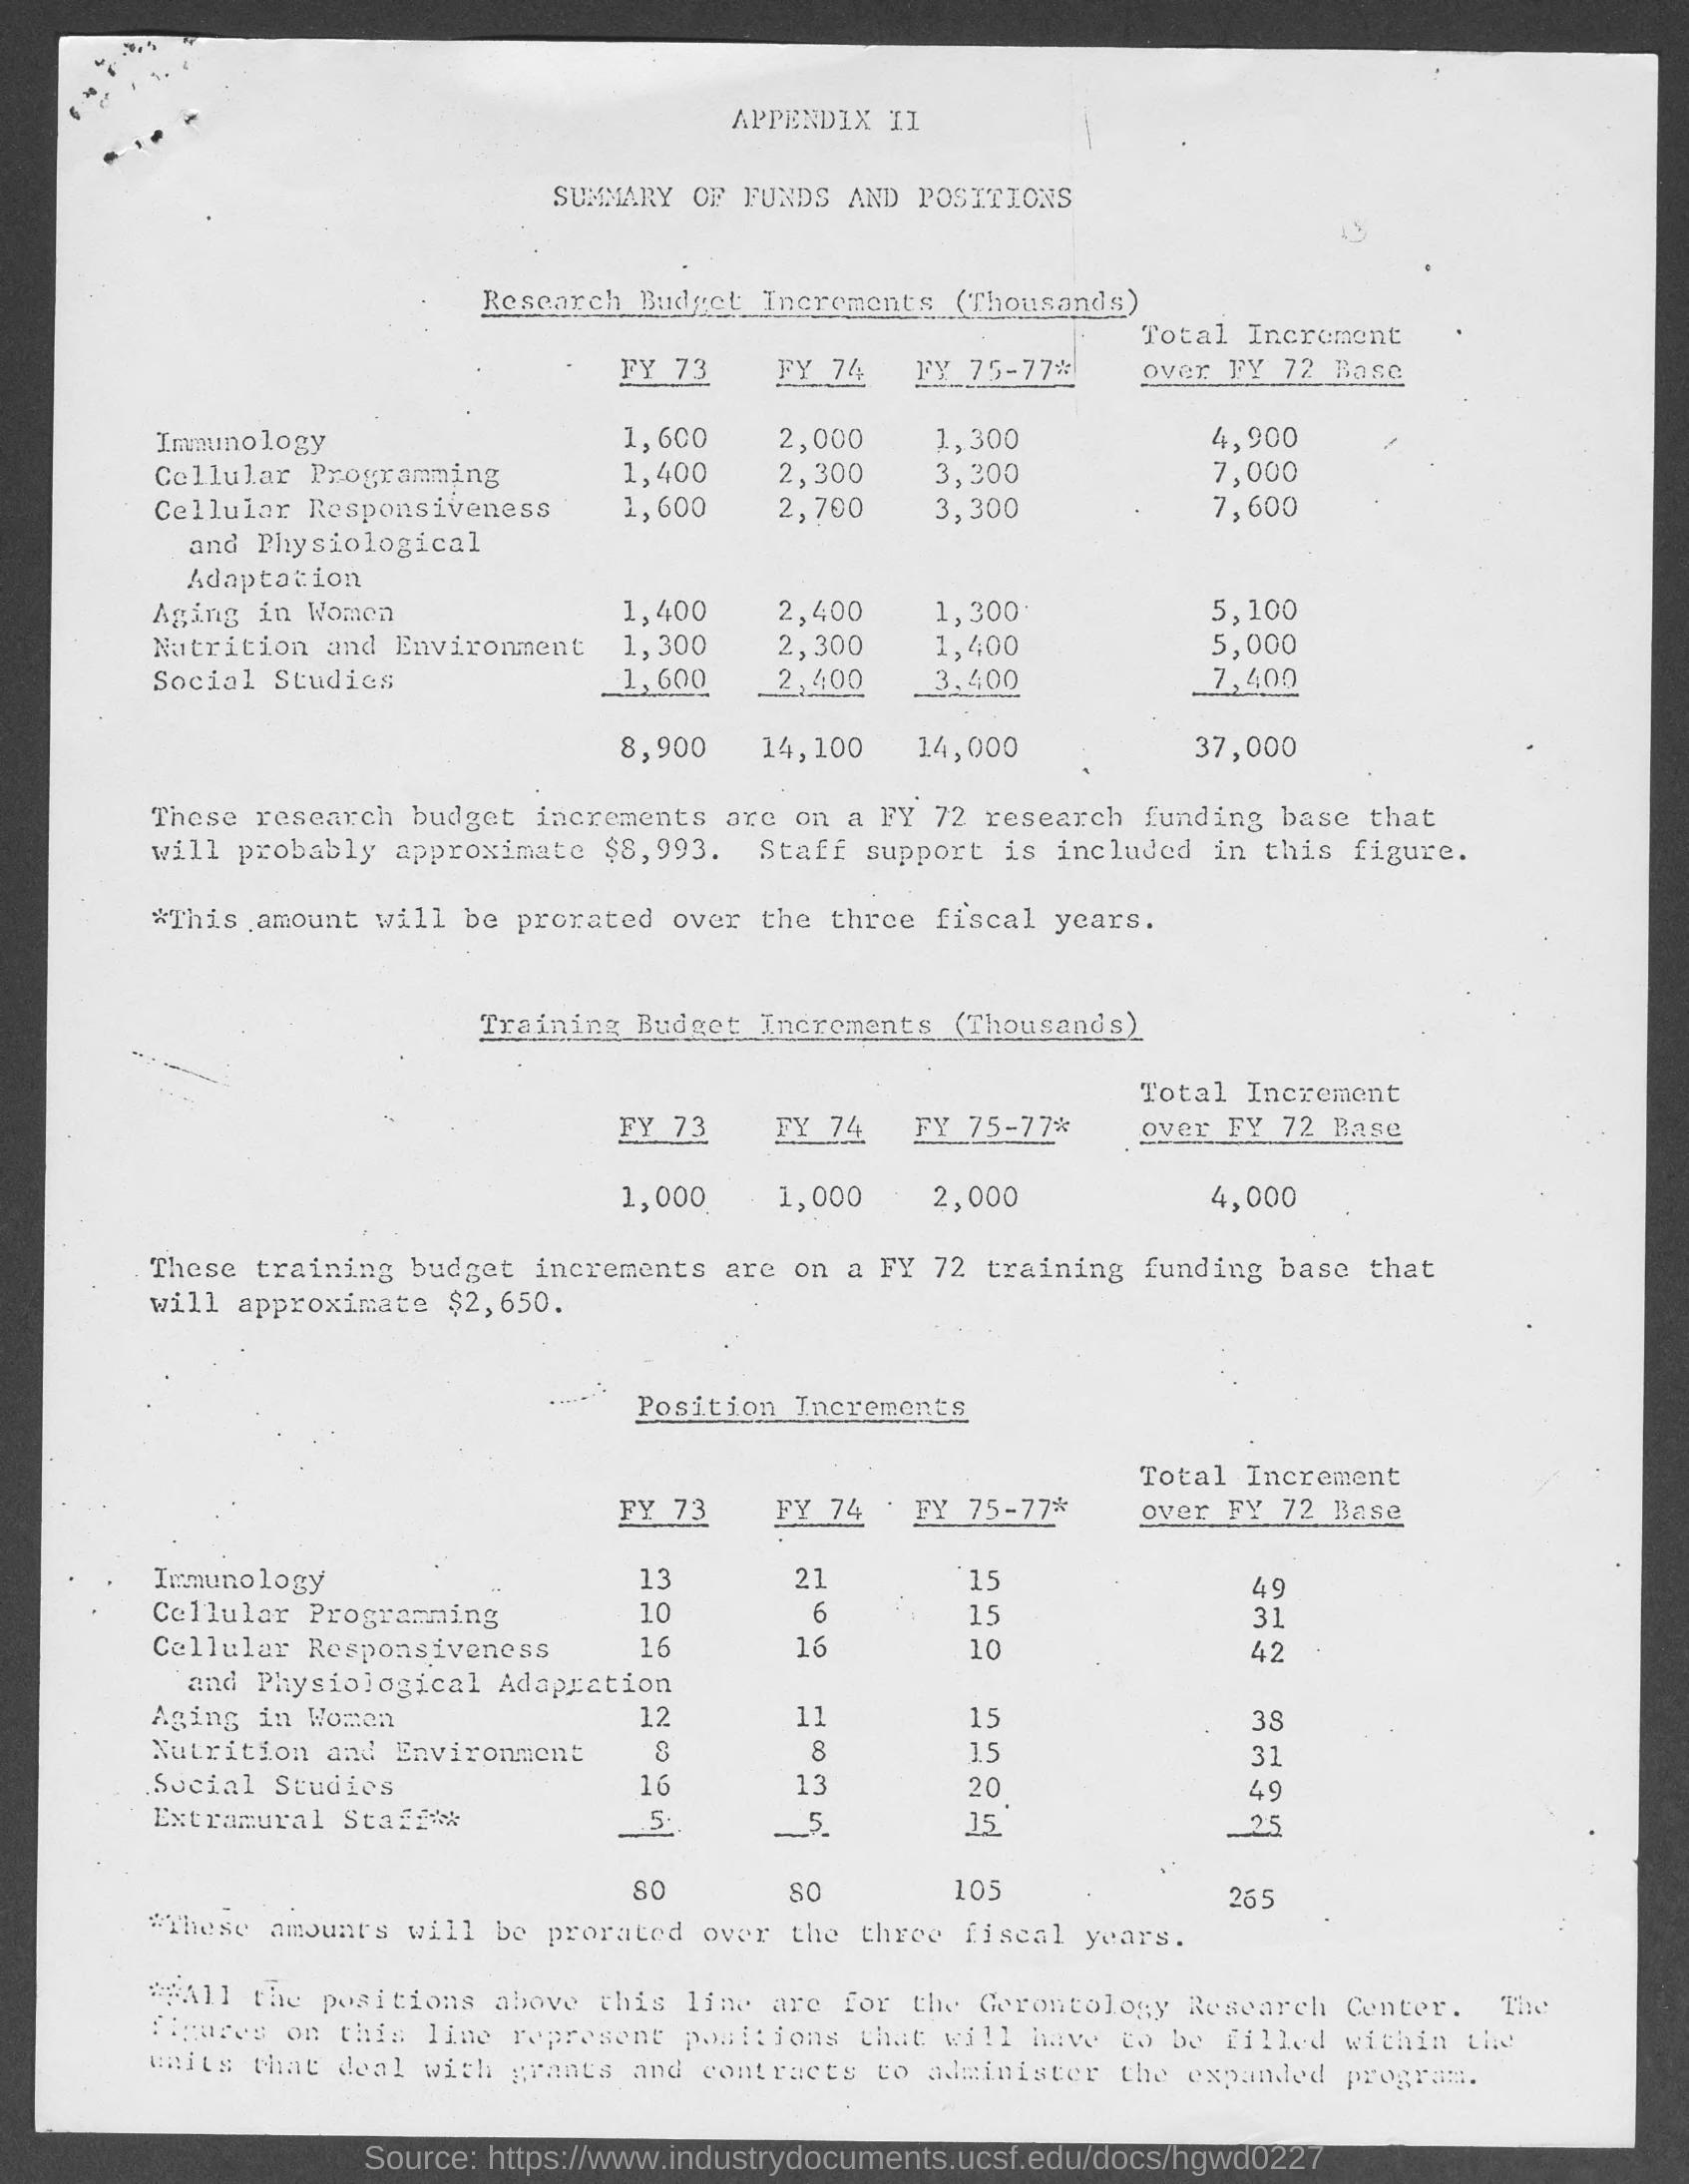 APPENDIX II
SUMMARY OF FUNDS AND POSITIONS
Research Budget Increments (Thousands)
Total Increment
FY 73 FY 74 FY 75-77* over FY 72 Base
Immunology 1,600 2,000 1,300 4,900
Cellular Programming 1,400 2,300 3,300 7,000
Cellular Responsiveness 1,600 2,700 3,300 7,600
and Physiological
Adaptation
Aging in Women 1,400 2,400 1,300 5,100
Nutrition and Environment 1,300 2,300 1,400 5,000
Social Studies 1,600 2,400 3,400 7,400
8,900 14,100 14,000 37,000
These research budget increments are on a FY 72 research funding base that
will probably approximate $8,993. Staff support is included in this figure.
*This amount will be prorated over the three fiscal years.
Training Budget Increments (Thousands)
Total Increment
FY 73 FY 74 FY 75-77* over FY 72 Base
1,000 1,000 2,000 4,000
These training budget increments are on a FY 72 training funding base that
will approximate $2,650.
Position Increments
Total Increment
FY 73 FY 74 FY 75-77* over FY 72 Base
Immunology 13 21 15 49
Cellular Programming 10 6 15 31
Cellular Responsiveness 16 16 10 42
and Physiological Adapration
Aging in Women 12 11 15 38
Nutrition and Environment 8 8 15 31
Social Studies 16 13 20 49
Extramural Staff** 5 5 15 25
80 80 105 265
*These amounts will be prorated over the three fiscal years.
**All the positions above this line are for the Gerontology Research Center. The
figures on this line represent positions that will have to be filled within the
units that deal with grants and contracts to administer the expanded program.
Source: https://www.industrydocuments.ucsf.edu/docs/hgwd0227